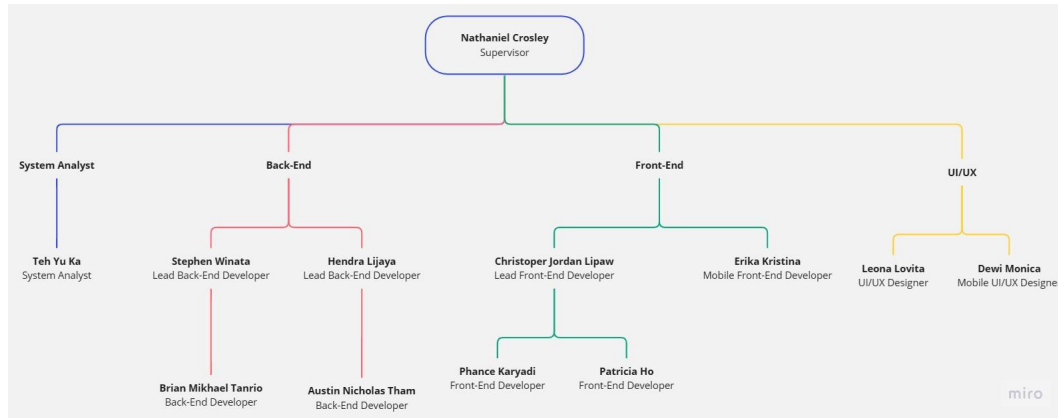 Nathaniel Crosley
Supervisor
System Analyst
Back-End
Front-End
UI/UX
Teh Yu Ka
System Analyst
Stephen Winata
Lead Back-End Developer
Hendra Lijaya
Lead Back-End Developer
Christoper Jordan Lipaw
Lead Front-End Developer
Erika Kristina
Mobile Front-End Developer
Leona Lovita
UI/UX Designer
Dewi Monica
Mobile UI/UX Designer
Brian Mikhael Tanrio
Back-End Developer
Austin Nicholas Tham
Back-End Developer
Phance Karyadi
Front-End Developer
Patricia Ho
Front-End Developer
miro